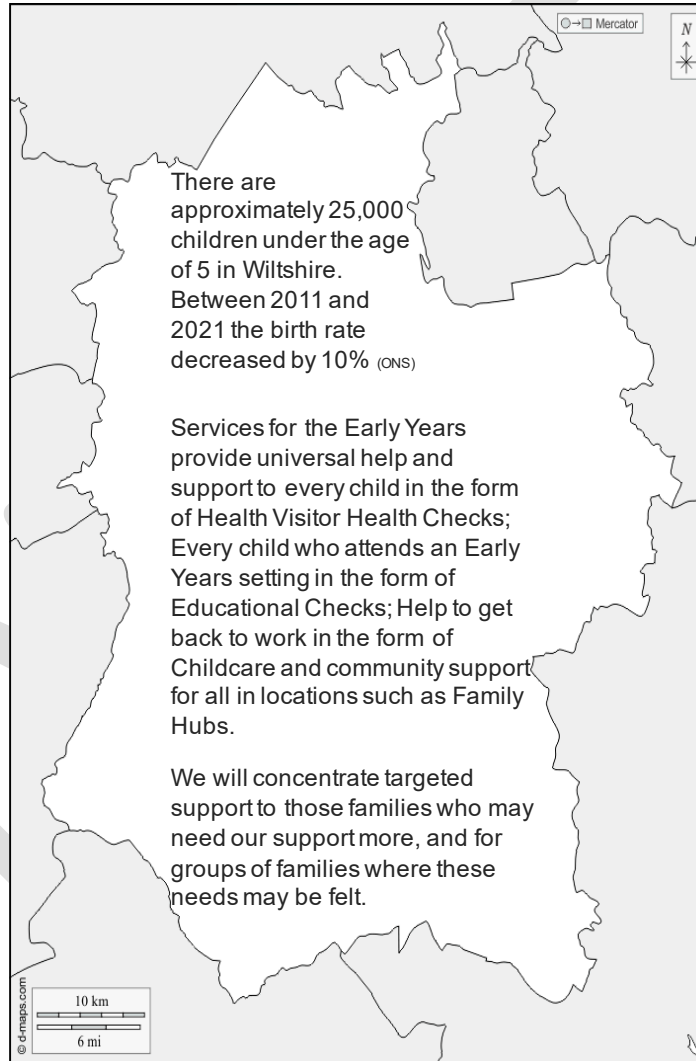 Mercator
N
There are
approximately 25,000
children under the age
of 5 in Wiltshire.
Between 2011 and
2021 the birth rate
decreased by 10% (ONS)
Services for the Early Years
provide universal help and
support to every child in the form
of Health Visitor Health Checks;
Every child who attends an Early
Years setting in the form of
Educational Checks; Help to get
back to work in the form of
Childcare and community support
for all in locations such as Family
Hubs.
We will concentrate targeted
support to those families who may
need our support more, and for
groups of families where these
needs may be felt.
© d-maps.com
10 km
6 mi